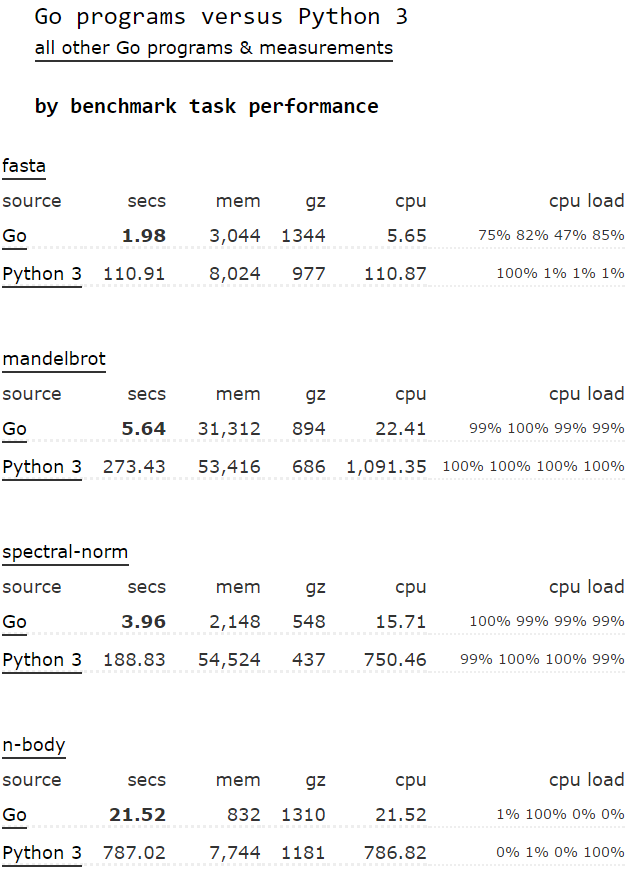 Go programs versus Python 3
all other Go programs & measurements
by benchmark task performance
fasta
source secs mem gz cpu cpu load
Go 1.98 3,044 1344 5.65 75% 82% 47% 85%
Python 3 110.91 8,024 977 110.87 100% 1% 1% 1%
mandelbrot
source secs mem gz cpu cpu load
Go 5.64 31,312 894 22.41 99% 100% 99% 99%
Python 3 273.43 53,416 686 1,091.35 100% 100% 100% 100%
spectral-norm
source secs mem gz cpu cpu load
Go 3.96 2,148 548 15.71 100% 99% 99% 99%
Python 3 188.83 54,524 437 750.46 99% 100% 100% 99%
n-body
source secs mem gz cpu cpu load
Go 21.52 832 1310 21.52 1% 100% 0% 0%
Python 3 787.02 7,744 1181 786.82 0% 1% 0% 100%